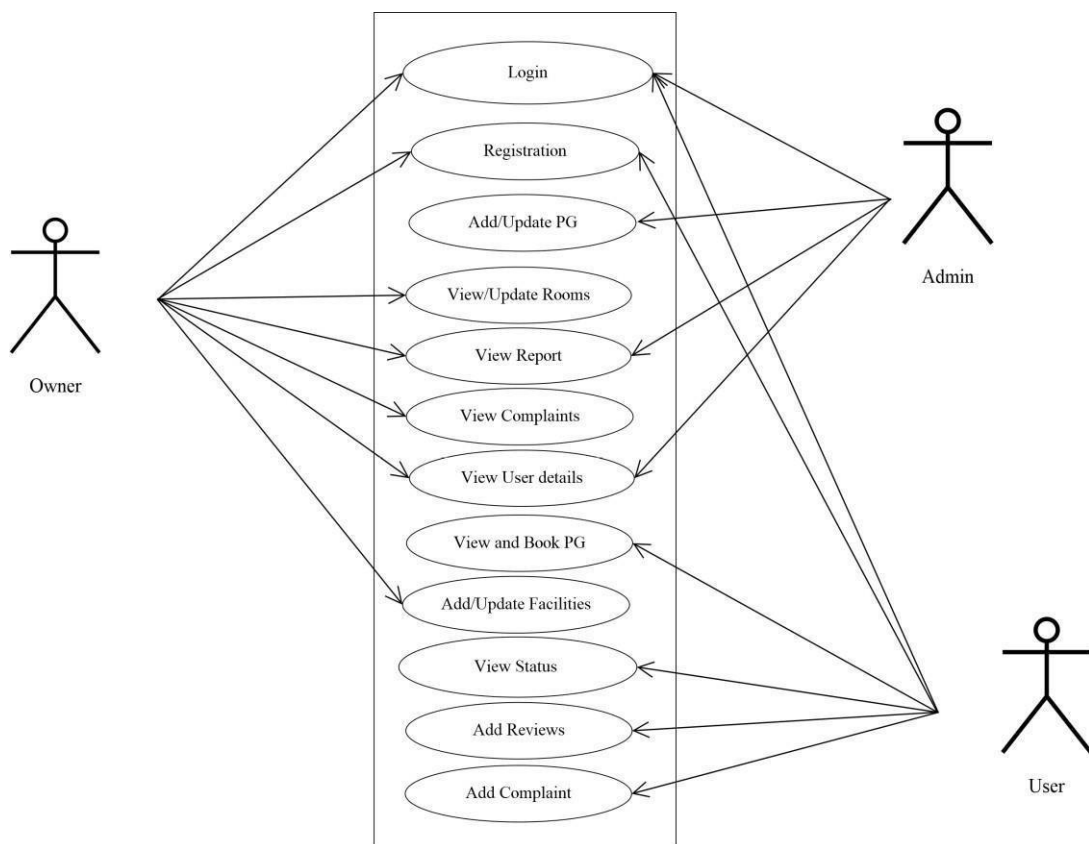 Login
Registration
Add/Update PG
Admin
View/Update Rooms
View Report
Owner
View Complaints
View User details
View and Book PG
Add/Update Facilities
View Status
Add Reviews
User
Add Complaint